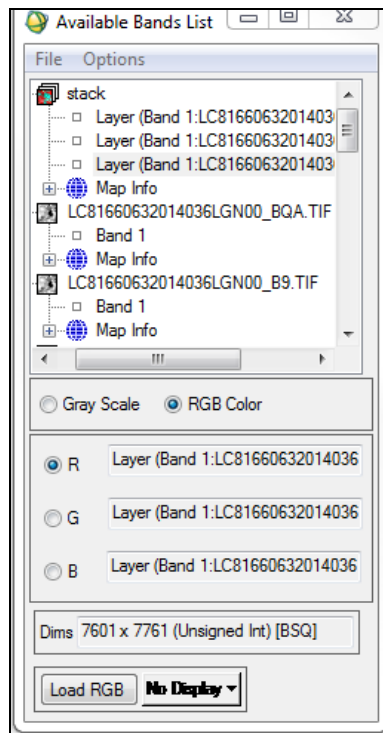 Available Bands List
File Options
stack
Layer (Band 1:LC8166063201403
Layer (Band 1:LC8166063201403
Layer (Band 1:LC8166063201403
Map Info
LC81660632014036LGN00_BQA.TIF
Band 1
Map Info
LC81660632014036LGN00_B9.TIF
Band 1
Map Info
Gray Scale RGB Color
R Layer (Band 1:LC81660632014036
G Layer (Band 1:LC81660632014036
B Layer (Band 1:LC81660632014036
Dims 7601 x 7761 (Unsigned Int) [BSQ]
Load RGB No Display